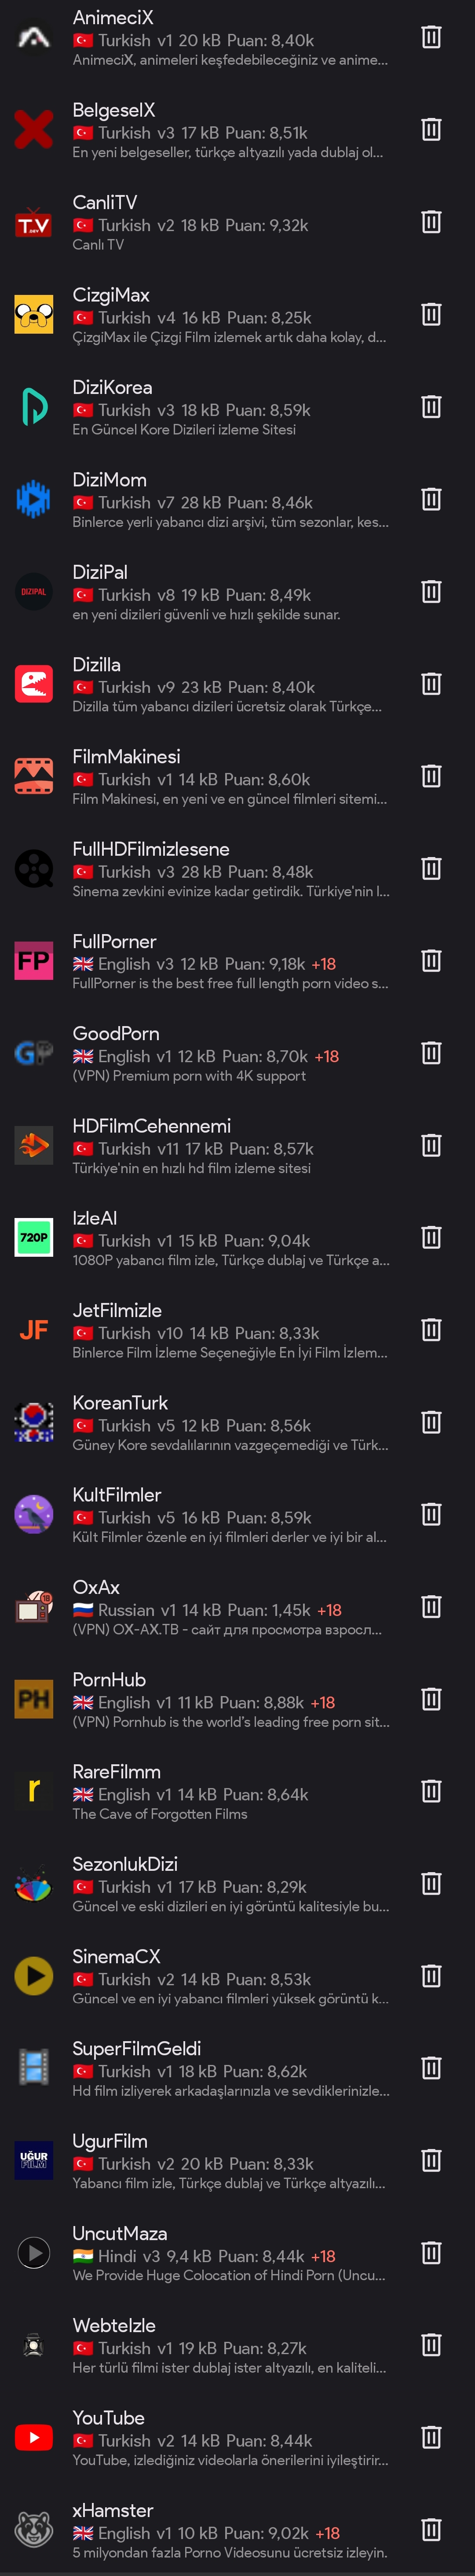 AnimeciX
Turkish v1 20 kB Puan: 8,40k
AnimeciX, animeleri keşfedebileceğiniz ve anime...
BelgeselX
Turkish v3 17 kB Puan: 8,51k
En yeni belgeseller, türkçe altyazılı yada dublaj ol...
T.V
CanliTV
Turkish v2 18 kB Puan: 9,32k
Canlı TV
CizgiMax
Turkish v4 16 kB Puan: 8,25k
ÇizgiMax ile Çizgi Film izlemek artık daha kolay, d...
DiziKorea
Turkish v3 18 kB Puan: 8,59k
En Güncel Kore Dizileri izleme Sitesi
DiziMom
Turkish v7 28 kB Puan: 8,46k
Binlerce yerli yabancı dizi arşivi, tüm sezonlar, kes...
DIZIPAL
DiziPal
Turkish v8 19 kB Puan: 8,49k
en yeni dizileri güvenli ve hızlı şekilde sunar.
Dizilla
Turkish v9 23 kB Puan: 8,40k
Dizilla tüm yabancı dizileri ücretsiz olarak Türkçe...
FilmMakinesi
Turkish v1 14 kB Puan: 8,60k
Film Makinesi, en yeni ve en güncel filmleri sitemi...
FullHDFilmizlesene
Turkish v3 28 kB Puan: 8,48k
Sinema zevkini evinize kadar getirdik. Türkiye'nin l...
FP
FullPorner
English v3 12 kB Puan: 9,18k +18
FullPorner is the best free full length porn video s...
GP
GoodPorn
English v1 12 kB Puan: 8,70k +18
(VPN) Premium porn with 4K support
HDFilmCehennemi
Turkish v11 17 kB Puan: 8,57k
Türkiye'nin en hızlı hd film izleme sitesi
720P
IzleAI
Turkish v1 15 kB Puan: 9,04k
1080P yabancı film izle, Türkçe dublaj ve Türkçe a...
JF
JetFilmizle
Turkish v10 14 kB Puan: 8,33k
Binlerce Film İzleme Seçeneğiyle En İyi Film İzlem...
KoreanTurk
Turkish v5 12 kB Puan: 8,56k
Güney Kore sevdalılarının vazgeçemediği ve Türk...
KultFilmler
Turkish v5 16 kB Puan: 8,59k
Kült Filmler özenle en iyi filmleri derler ve iyi bir al...
18
OxAx
Russian v1 14 kB Puan: 1,45k +18
(VPN) OX-AX.TB - сайт для просмотра взросл...
PH
PornHub
English v1 11 kB Puan: 8,88k +18
(VPN) Pornhub is the world's leading free porn sit...
r
RareFilmm
English v1 14 kB Puan: 8,64k
The Cave of Forgotten Films
SezonlukDizi
Turkish v1 17 kB Puan: 8,29k
Güncel ve eski dizileri en iyi görüntü kalitesiyle bu...
SinemaCX
Turkish v2 14 kB Puan: 8,53k
Güncel ve en iyi yabancı filmleri yüksek görüntü k...
SuperFilmGeldi
Turkish v1 18 kB Puan: 8,62k
Hd film izliyerek arkadaşlarınızla ve sevdiklerinizle...
UĞUR
FILM
UgurFilm
Turkish v2 20 kB Puan: 8,33k
Yabancı film izle, Türkçe dublaj ve Türkçe altyazılı...
UncutMaza
Hindi v3 9,4 kB Puan: 8,44k +18
We Provide Huge Colocation of Hindi Porn (Uncu...
WebteIzle
Turkish v1 19 kB Puan: 8,27k
Her türlü filmi ister dublaj ister altyazılı, en kaliteli...
YouTube
Turkish v2 14 kB Puan: 8,44k
YouTube, izlediğiniz videolarla önerilerini iyileştirir...
xHamster
English v1 10 kB Puan: 9,02k +18
5 milyondan fazla Porno Videosunu ücretsiz izleyin.